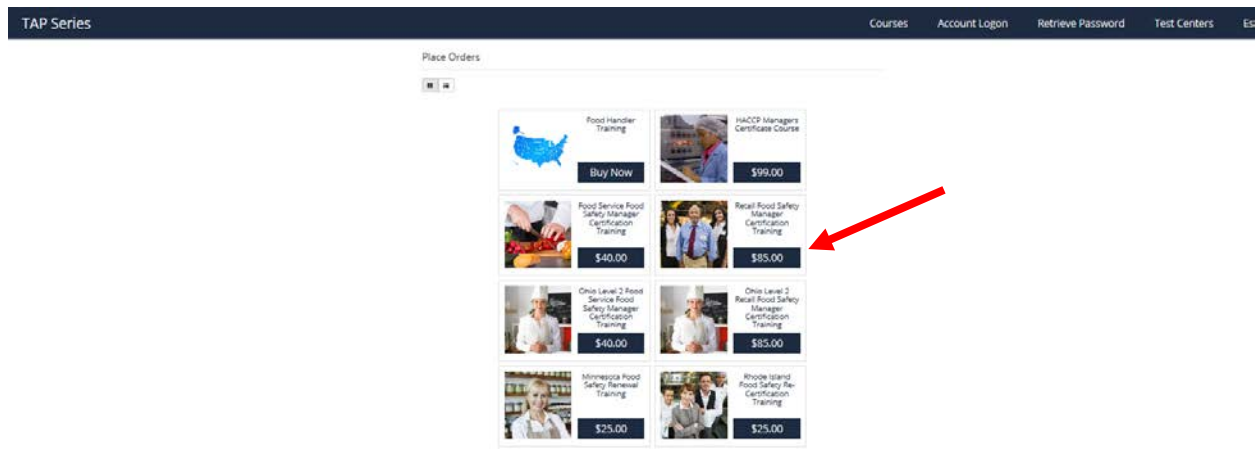 TAP Series
Courses Account Logon Retrieve Password Test Centers Es
Place Orders
Food Handler
Training
Buy Now
HACCP Managers
Certificate Course
$99.00
Food Service Food
Safety Manager
Certification
Training
$40.00
Retail Food Safety
Manager
Certification
Training
$85.00
Ohio Level 2 Food
Service Food
Safety Manager
Certification
Training
$40.00
Ohio Level 2
Retail Food Safety
Manager
Certification
Training
$85.00
Minnesota Food
Safety Renewal
Training
$25.00
Rhode Island
Food Safety Re-
Certification
Training
$25.00